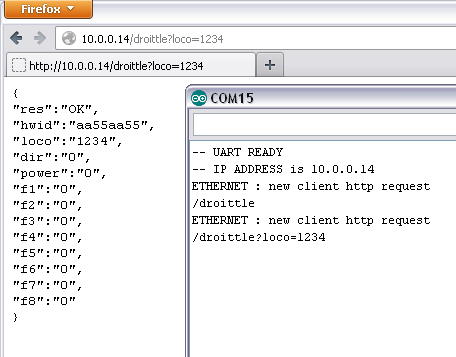 Firefox
10.0.0.14/droittle?loco=1234
http://10.0.0.14/droittle?loco=1234
{
"res":"OK",
"hwid":"aa55aa55",
"loco":"1234",
"dir":"0",
"power":"0",
"f1":"0",
"f2":"0",
"f3":"0",
"f4":"0",
"f5":"0",
"f6":"0",
"f7":"0",
"f8":"0"
}
COM15
-- UART READY
-- IP ADDRESS is 10.0.0.14
ETHERNET : new client http request
/droittle
ETHERNET : new client http request
/droittle?loco=1234